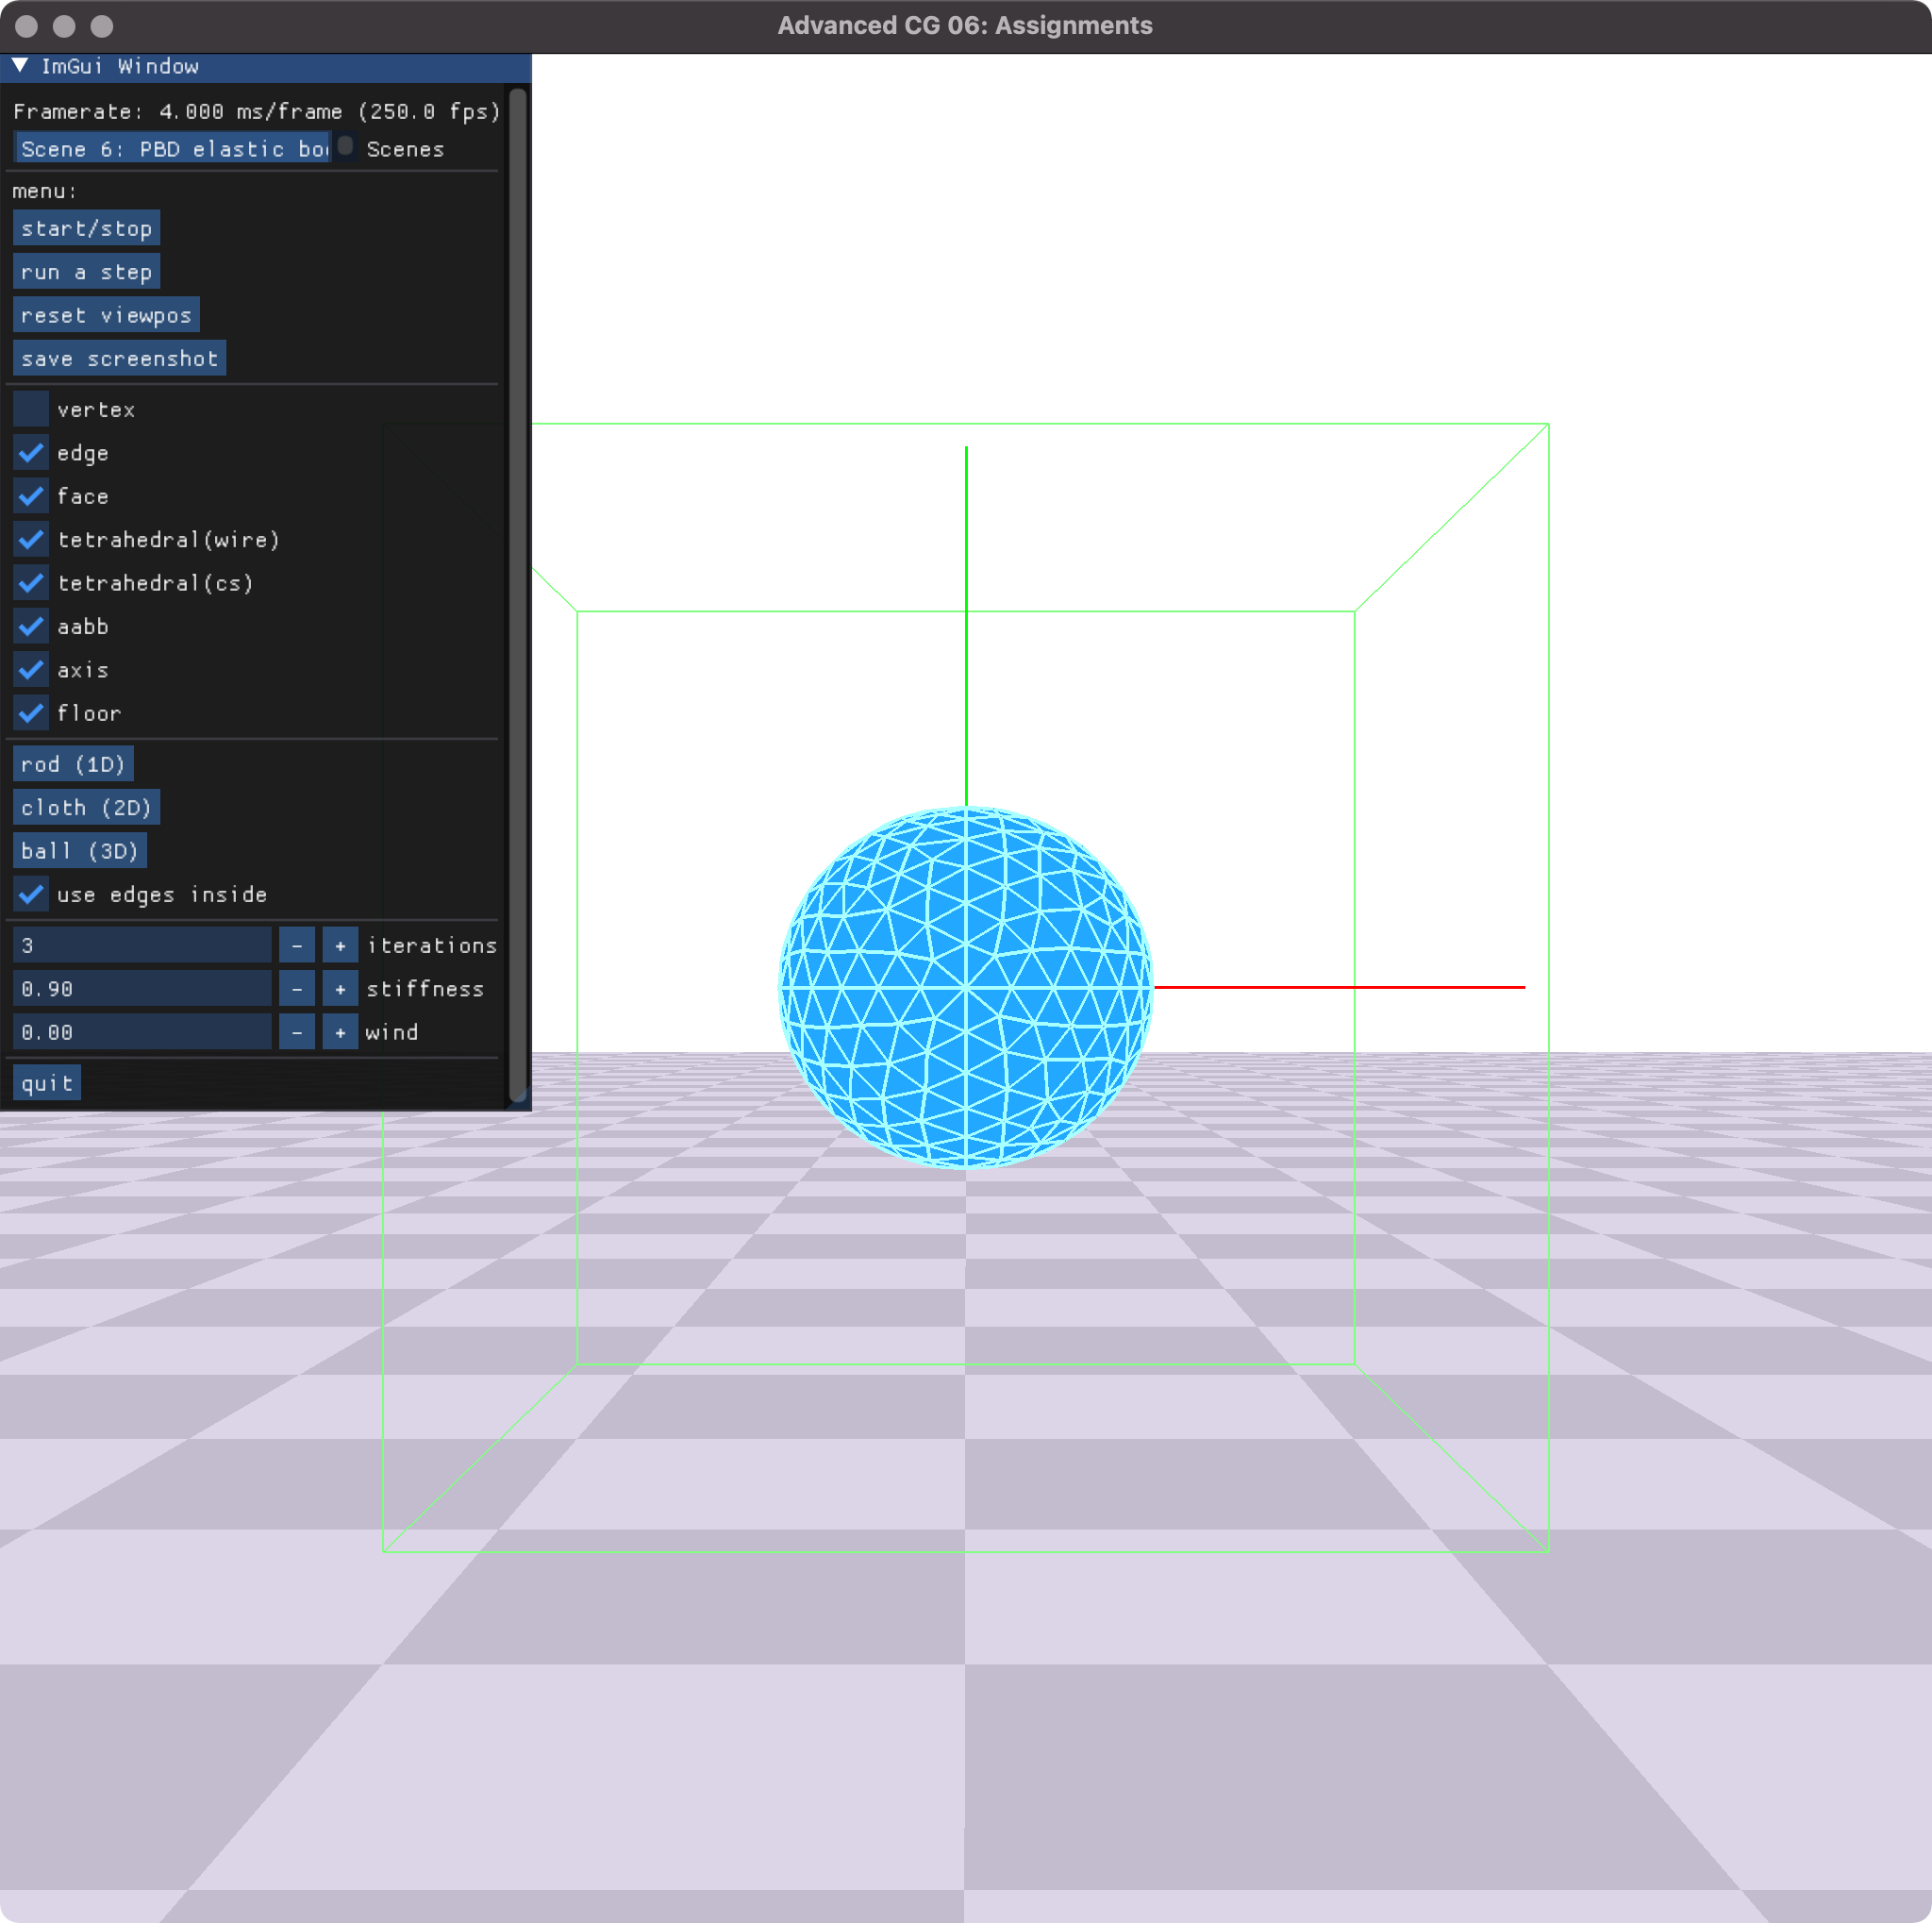 Advanced CG 06: Assignments
ImGui Window
Framerate: 4.000 ms/frame (250.0 fps)
Scene 6: PBD elastic Scenes
menu:
start/stop
run a step
reset viewpos
save screenshot
vertex
edge
face
tetrahedral(wire)
tetrahedral(cs)
aabb
axis
floor
rod (1D)
cloth (2D)
ball (3D)
use edges inside
3 - + iterations
0.90 - + stiffness
0.00 - + wind
quit